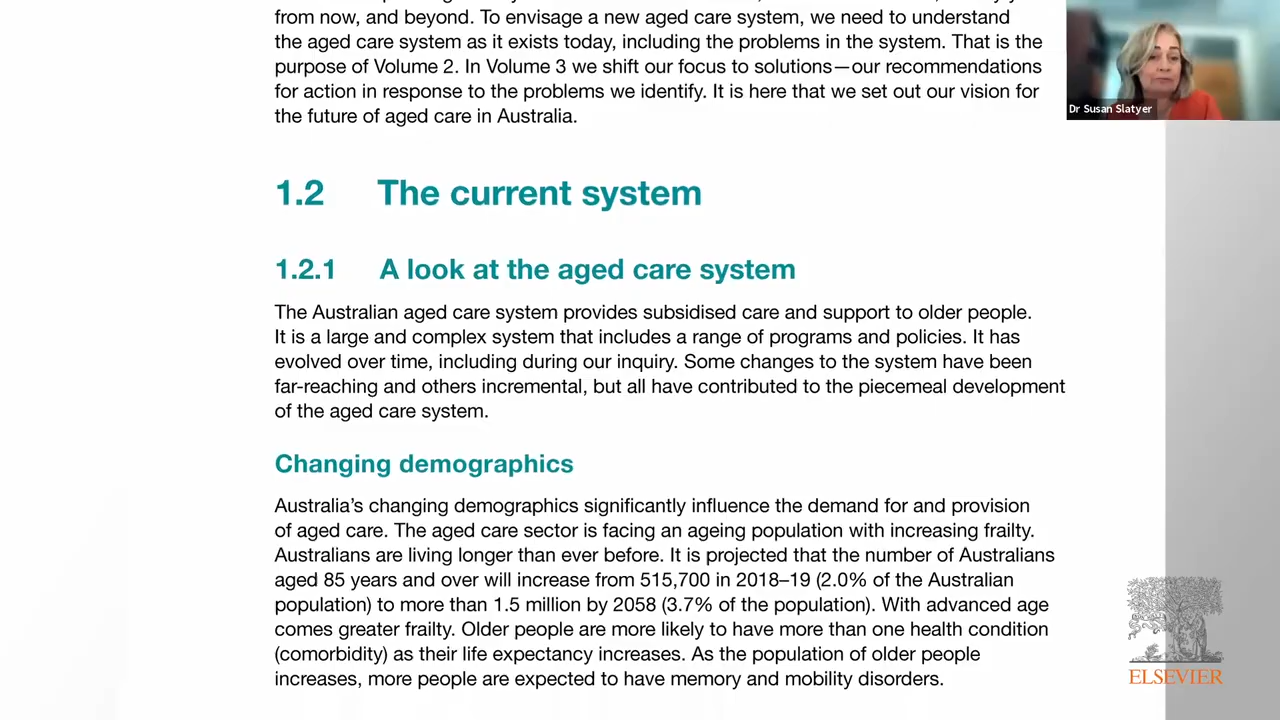 from now, and beyond. To envisage a new aged care system, we need to understand
the aged care system as it exists today, including the problems in the system. That is the
purpose of Volume 2. In Volume 3 we shift our focus to solutions—our recommendations
for action in response to the problems we identify. It is here that we set out our vision for
the future of aged care in Australia.
Dr Susan Slatyer
1.2 The current system
1.2.1 A look at the aged care system
The Australian aged care system provides subsidised care and support to older people.
It is a large and complex system that includes a range of programs and policies. It has
evolved over time, including during our inquiry. Some changes to the system have been
far-reaching and others incremental, but all have contributed to the piecemeal development
of the aged care system.
Changing demographics
Australia’s changing demographics significantly influence the demand for and provision
of aged care. The aged care sector is facing an ageing population with increasing frailty.
Australians are living longer than ever before. It is projected that the number of Australians
aged 85 years and over will increase from 515,700 in 2018–19 (2.0% of the Australian
population) to more than 1.5 million by 2058 (3.7% of the population). With advanced age
comes greater frailty. Older people are more likely to have more than one health condition
(comorbidity) as their life expectancy increases. As the population of older people
increases, more people are expected to have memory and mobility disorders.
ELSEVIER